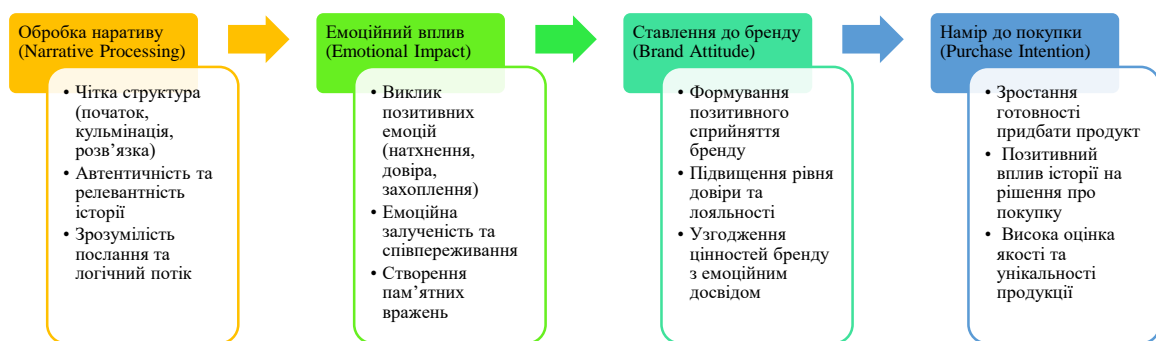 Обробка наративу
(Narrative Processing)
• Чітка структура
(початок,
кульмінація,
розв’язка)
• Автентичність та
релевантність
історії
• Зрозумілість
послання та
логічний потік
Емоційний вплив
(Emotional Impact)
• Виклик
позитивних
емоцій
(натхнення,
довіра,
захоплення)
• Емоційна
залученість та
співпереживання
• Створення
пам’ятних
вражень
Ставлення до бренду
(Brand Attitude)
• Формування
позитивного
сприйняття
бренду
• Підвищення рівня
довіри та
лояльності
• Узгодження
цінностей бренду
з емоційним
досвідом
Намір до покупки
(Purchase Intention)
• Зростання
готовності
придбати продукт
• Позитивний
вплив історії на
рішення про
покупку
• Висока оцінка
якості та
унікальності
продукції